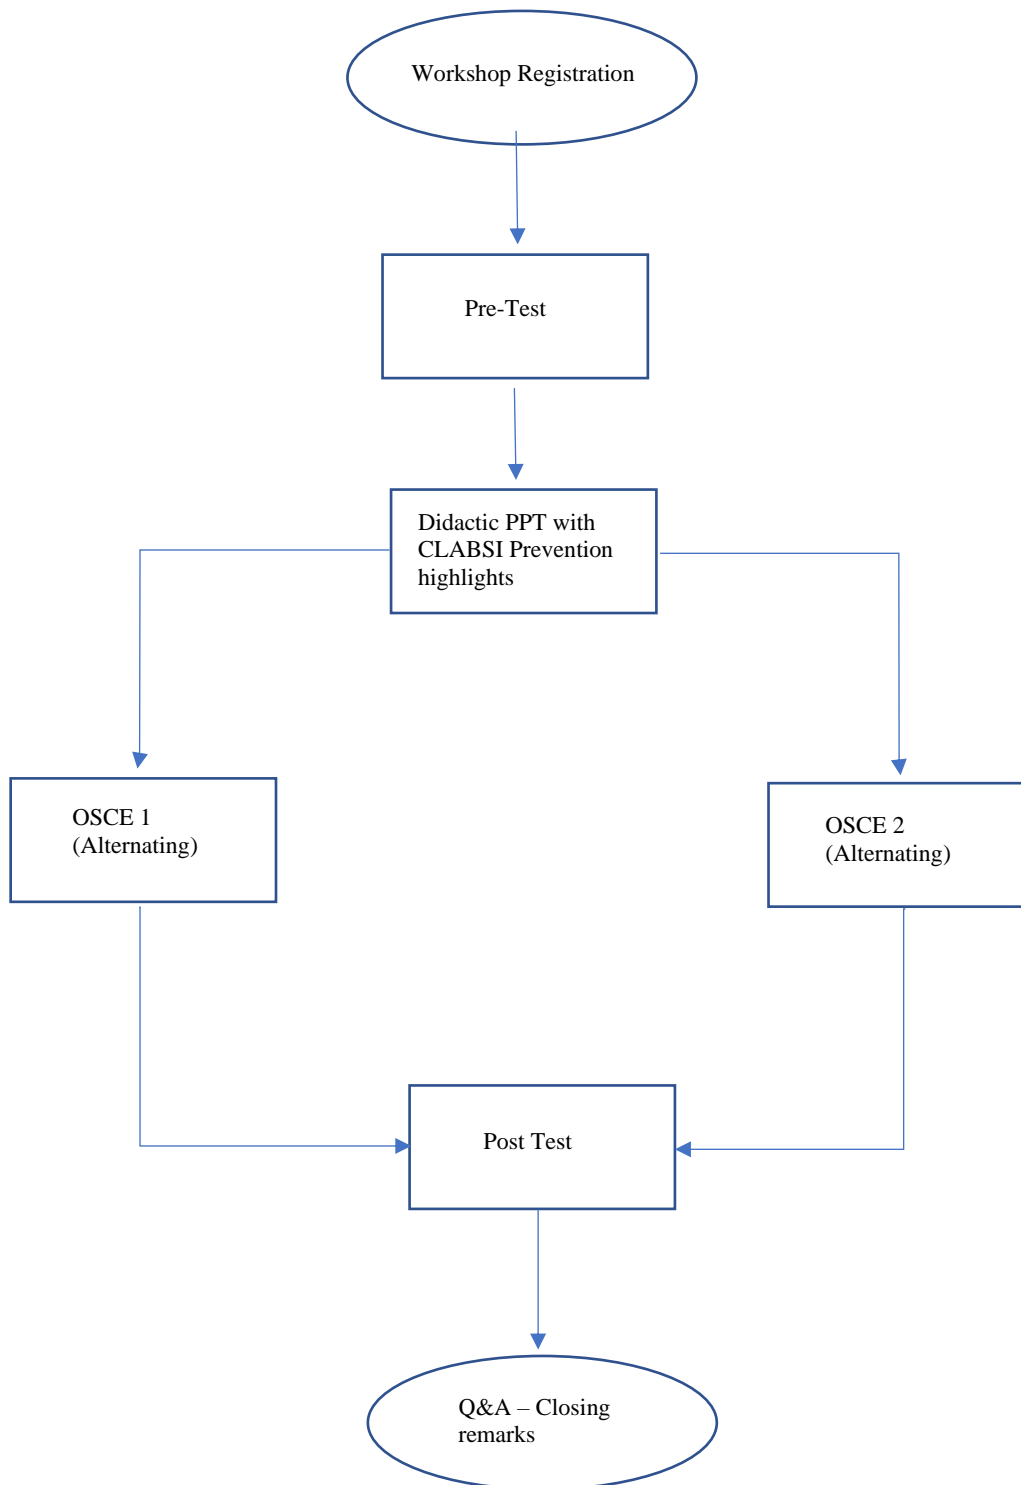 Workshop Registration
Pre-Test
Didactic PPT with
CLABSI Prevention
highlights
OSCE 1
(Alternating)
OSCE 2
(Alternating)
Post Test
Q&A – Closing
remarks